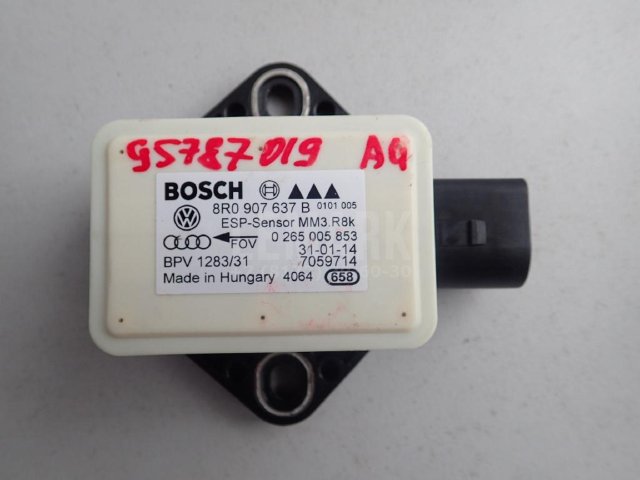 95787019 A4
BOSCH
8R0 907 637 B 0101 005
ESP-Sensor MM3.R8k
0 265 005 853
FOV 31-01-14
BPV 1283/31 7059714
Made in Hungary 4064 658